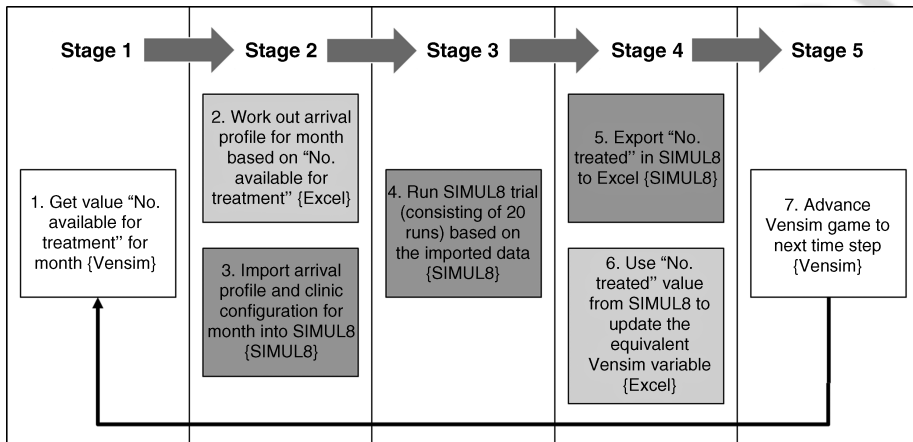 Stage 1
Stage 2
Stage 3
Stage 4
Stage 5
1. Get value “No.
available for
treatment’’ for
month {Vensim}
2. Work out arrival
profile for month
based on “No.
available for
treatment’’ {Excel}
3. Import arrival
profile and clinic
configuration for
month into SIMUL8
{SIMUL8}
4. Run SIMUL8 trial
(consisting of 20
runs) based on
the imported data
{SIMUL8}
5. Export “No.
treated’’ in SIMUL8
to Excel {SIMUL8}
6. Use “No.
treated’’ value
from SIMUL8 to
update the
equivalent
Vensim variable
{Excel}
7. Advance
Vensim game to
next time step
{Vensim}